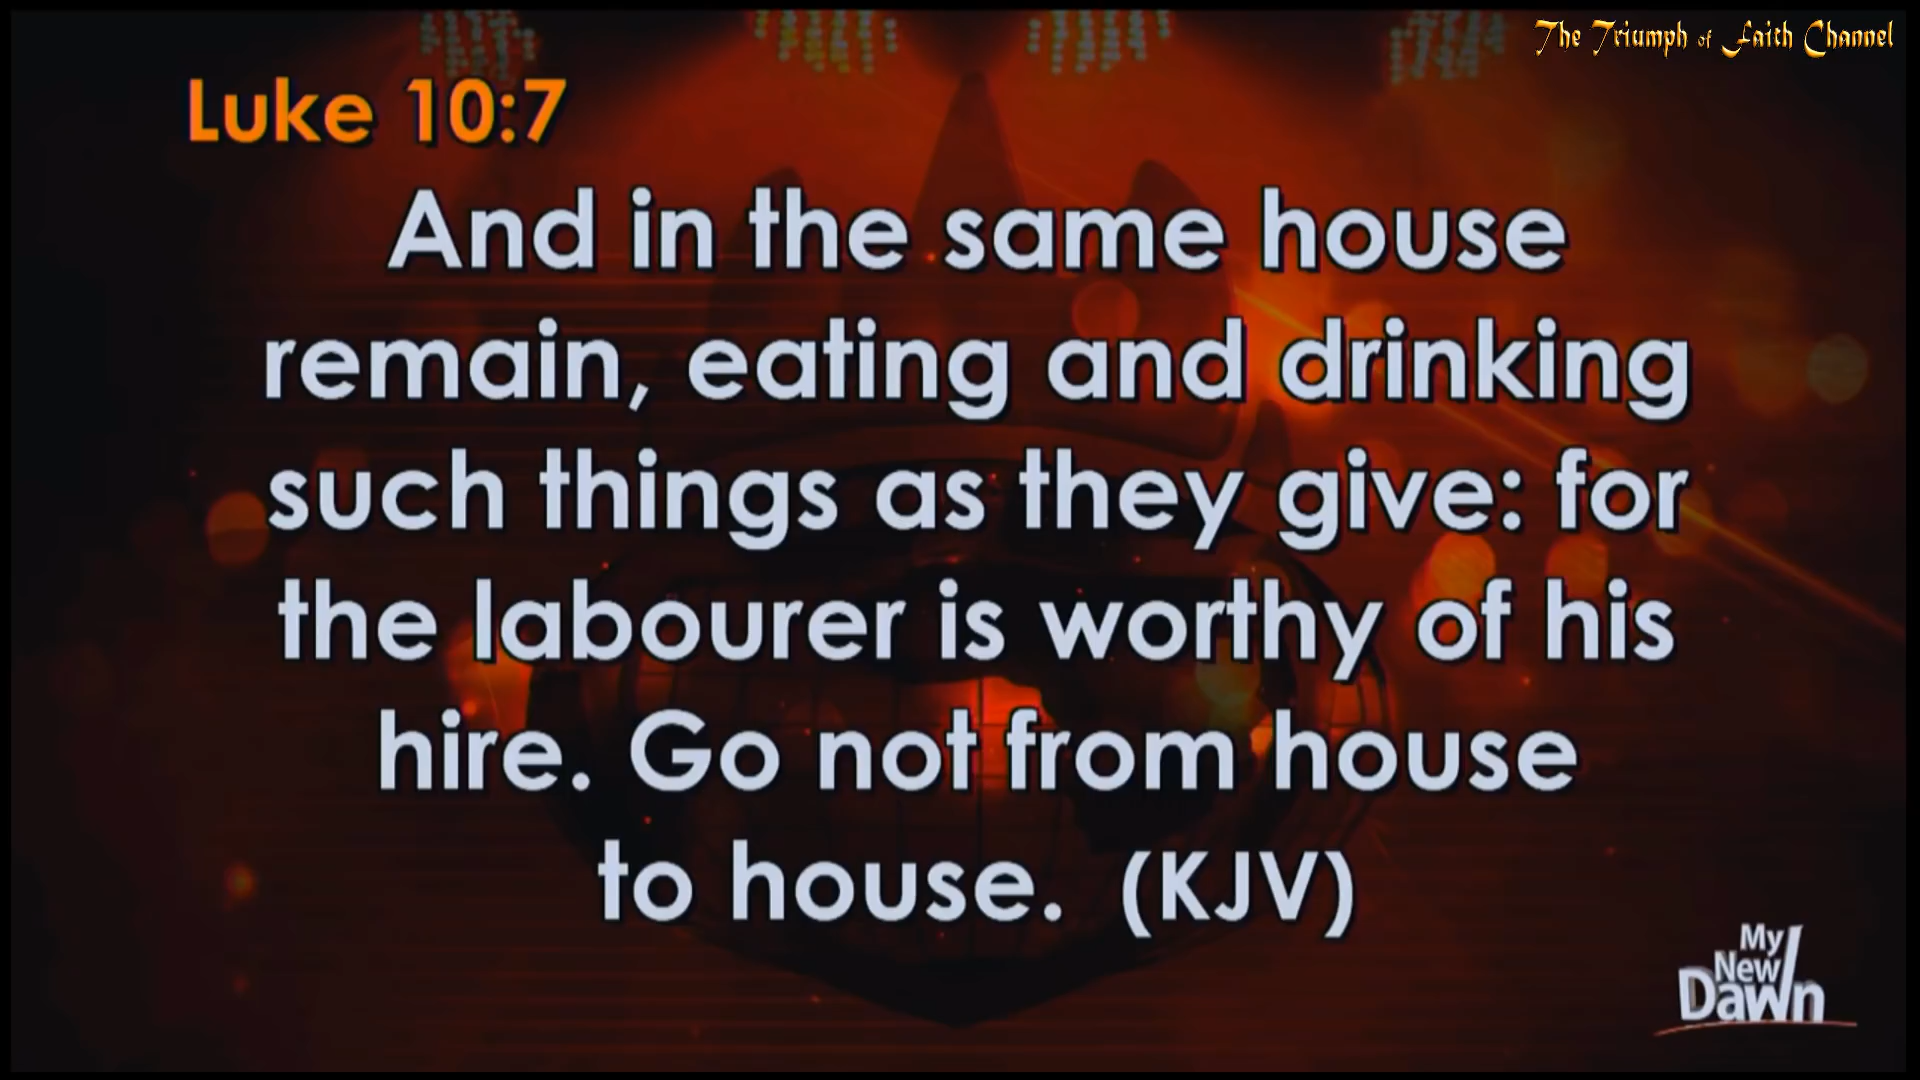 The Triumph of Faith Channel
Luke 10:7
And in the same house
remain, eating and drinking
such things as they give: for
the labourer is worthy of his
hire. Go not from house
to house. (KJV)
My
New
Dawn